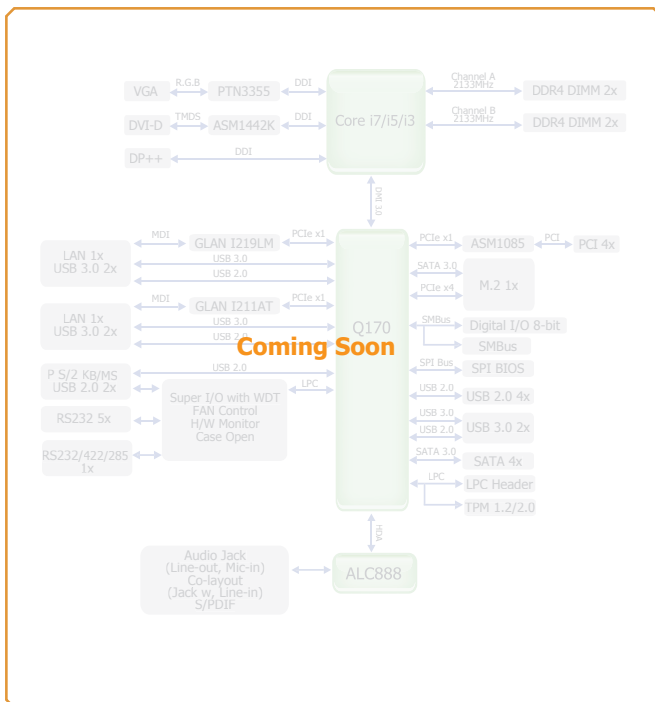 R.G.B
DDI
VGA
PTN3355
TMDS
DDI
DVI-D
ASM1442K
DDI
DP++
Core i7/i5/i3
Channel A
2133MHz
DDR4 DIMM 2x
Channel B
2133MHz
DDR4 DIMM 2x
DMI 3.0
MDI
GLAN I219LM
PCIe x1
LAN 1x
USB 3.0 2x
USB 3.0
USB 2.0
MDI
GLAN I211AT
PCIe x1
LAN 1x
USB 3.0 2x
USB 3.0
USB 2.0
Q170
Coming Soon
P S/2 KB/MS
USB 2.0 2x
USB 2.0
Super I/O with WDT
FAN Control
H/W Monitor
Case Open
LPC
RS232 5x
RS232/422/285
1x
PCIe x1
ASM1085
PCI
PCI 4x
SATA 3.0
PCIe x4
M.2 1x
SMBus
Digital I/O 8-bit
SMBus
SPI Bus
SPI BIOS
USB 2.0
USB 2.0 4x
USB 3.0
USB 2.0
USB 3.0 2x
SATA 3.0
SATA 4x
LPC
LPC Header
TPM 1.2/2.0
HDA
ALC888
Audio Jack
(Line-out, Mic-in)
Co-layout
(Jack w, Line-in)
S/PDIF